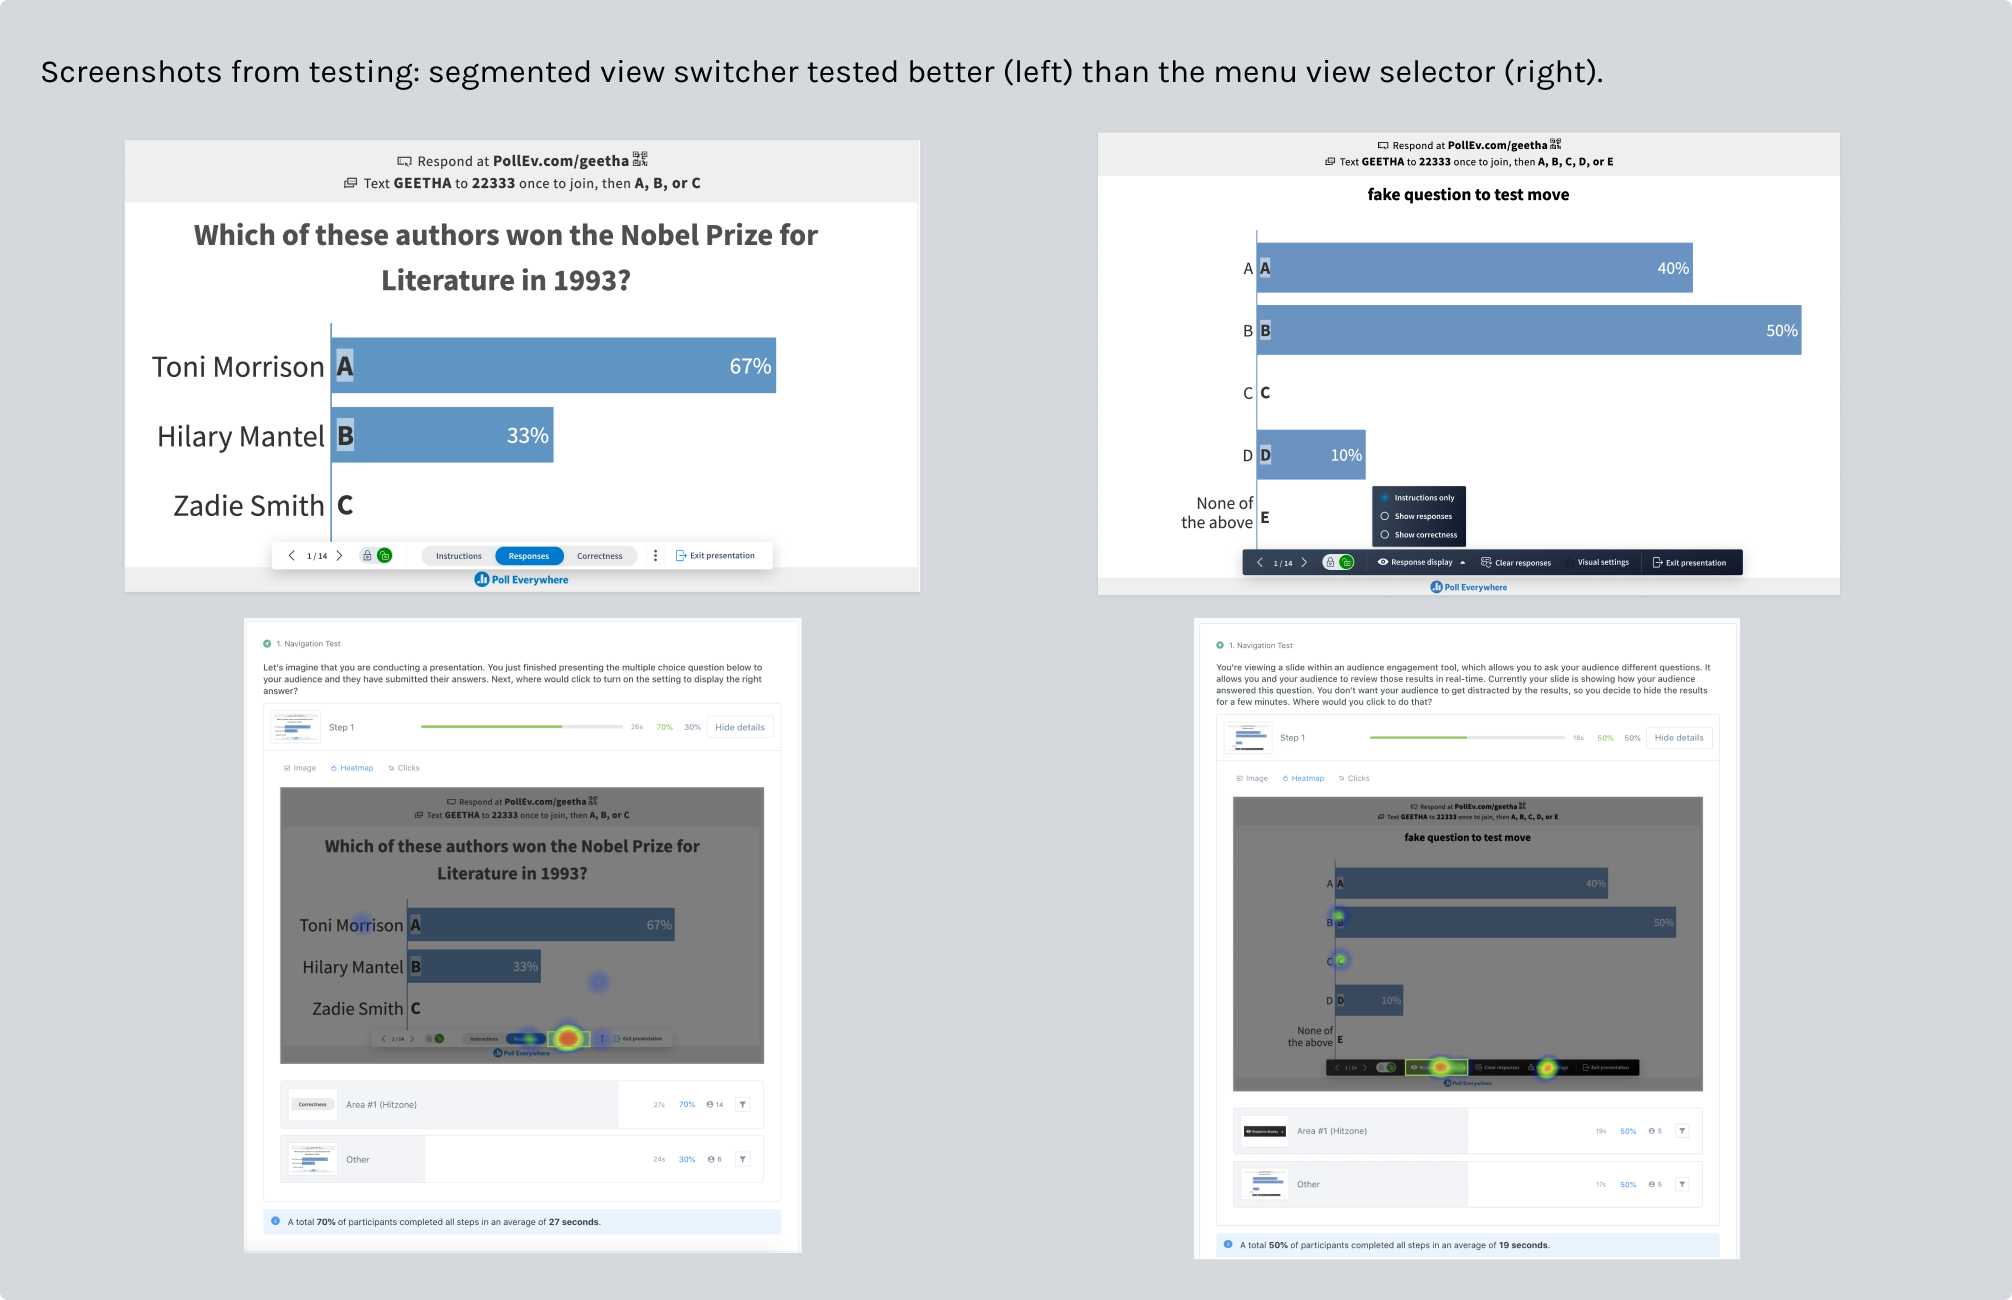 Screenshots from testing: segmented view switcher tested better (left) than the menu view selector (right).
Respond at PollEv.com/geetha
Text GEETHA to 22333 once to join, then A, B, or C
Which of these authors won the Nobel Prize for
Literature in 1993?
Toni Morrison A 67%
Hilary Mantel B 33%
Zadie Smith C
1 / 14 Instructions Responses Correctness Exit presentation
Poll Everywhere
Respond at PollEv.com/geetha
Text GEETHA to 22333 once to join, then A, B, C, D, or E
fake question to test move
A A 40%
B B 50%
C C
D D 10%
None of
the above E
Instructions only
Show responses
Show correctness
1 / 14 Response display Clear responses Visual settings Exit presentation
Poll Everywhere
1. Navigation Test
Let's imagine that you are conducting a presentation. You just finished presenting the multiple choice question below to
your audience and they have submitted their answers. Next, where would click to turn on the setting to display the right
answer?
Step 1 26s 70% 30% Hide details
Image Heatmap Clicks
Respond at PollEv.com/geetha
Text GEETHA to 22333 once to join, then A, B, or C
Which of these authors won the Nobel Prize for
Literature in 1993?
Toni Morrison A 67%
Hilary Mantel B 33%
Zadie Smith C
1 / 14 Instructions Exit presentation
Poll Everywhere
Correctness Area #1 (Hitzone) 27s 70% 14
Other 24s 30% 6
A total 70% of participants completed all steps in an average of 27 seconds.
1. Navigation Test
You're viewing a slide within an audience engagement tool, which allows you to ask your audience different questions. It
allows you and your audience to review those results in real-time. Currently your slide is showing how your audience
answered this question. You don't want your audience to get distracted by the results, so you decide to hide the results
for a few minutes. Where would you click to do that?
Step 1 18s 50% 50% Hide details
Image Heatmap Clicks
Respond at PollEv.com/geetha
Text GEETHA to 22333 once to join, then A, B, C, D, or E
fake question to test move
A A 40%
B B 50%
C
D D 10%
None of
the above E
1 / 14 Clear responses Exit presentation
Poll Everywhere
Response display Area #1 (Hitzone) 19s 50% 5
Other 17s 50% 5
A total 50% of participants completed all steps in an average of 19 seconds.